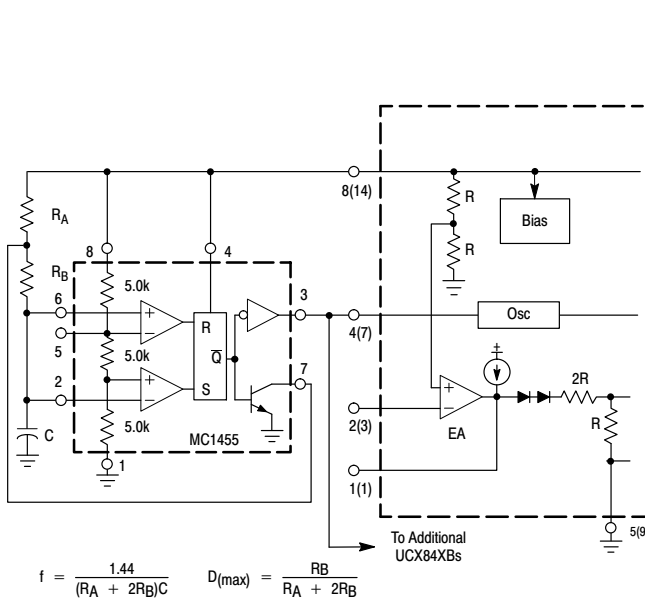 8(14)
R
R
Bias
RA
RB
8
4
5.0k
6
5
5.0k
2
5.0k
R
Q
S
3
7
MC1455
1
C
4(7)
Osc
2(3)
EA
2R
R
1(1)
5(9
To Additional
UCX84XBs
f = 1.44 / (RA + 2RB)C
D(max) = RB / RA + 2RB
+
−
+
−
+
−
+